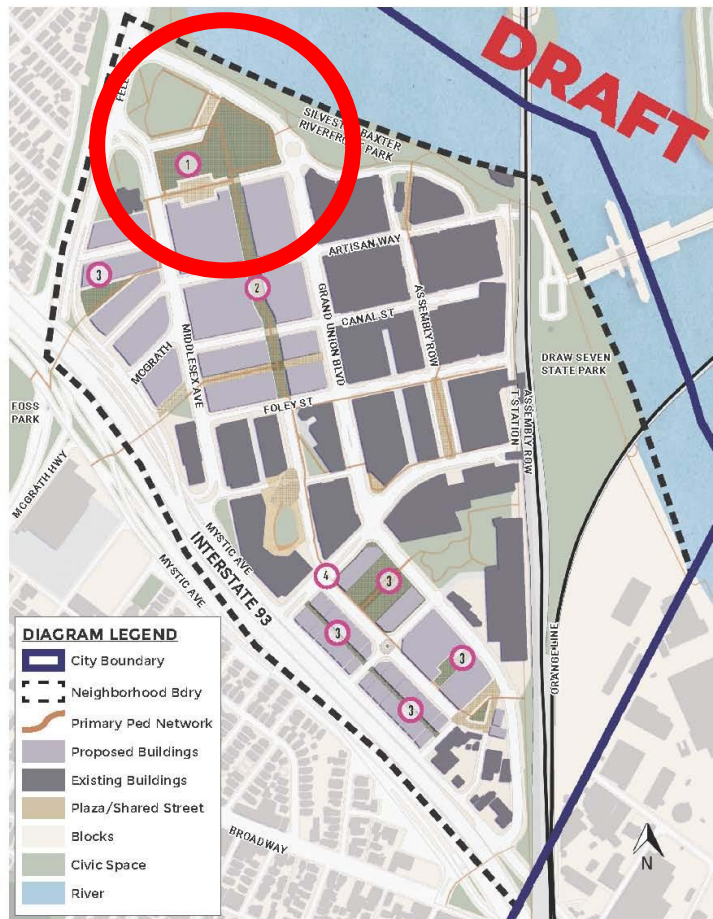 DRAFT
SILVESTER BAXTER
RIVERFRONT PARK
1
ARTISAN WAY
3
2
GRAND UNION BLVD
ASSEMBLY ROW
CANAL ST
MIDDLESEX AVE
MCGRATH
DRAW SEVEN
STATE PARK
FOLEY ST
FOSS
PARK
ASSEMBLY ROW
T STATION
MCGRATH HWY
MYSTIC AVE
INTERSTATE 93
MYSTIC AVE
4
3
3
3
3
ORANGE LINE
BROADWAY
N
DIAGRAM LEGEND
City Boundary
Neighborhood Bdry
Primary Ped Network
Proposed Buildings
Existing Buildings
Plaza/Shared Street
Blocks
Civic Space
River